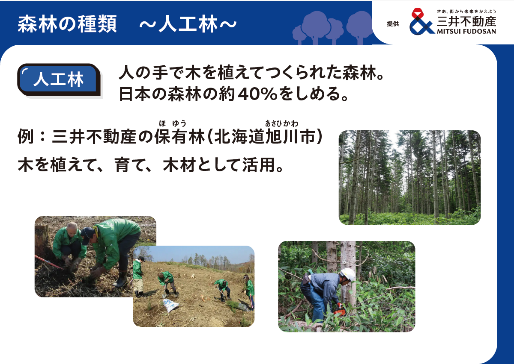 森林の種類 ～人工林～
提供
三井不動産
MITSUI FUDOSAN
人工林
人の手で木を植えてつくられた森林。
日本の森林の約40%をしめる。
ほ ゆう
あさひかわ
例：三井不動産の保有林(北海道旭川市)
木を植えて、育て、木材として活用。